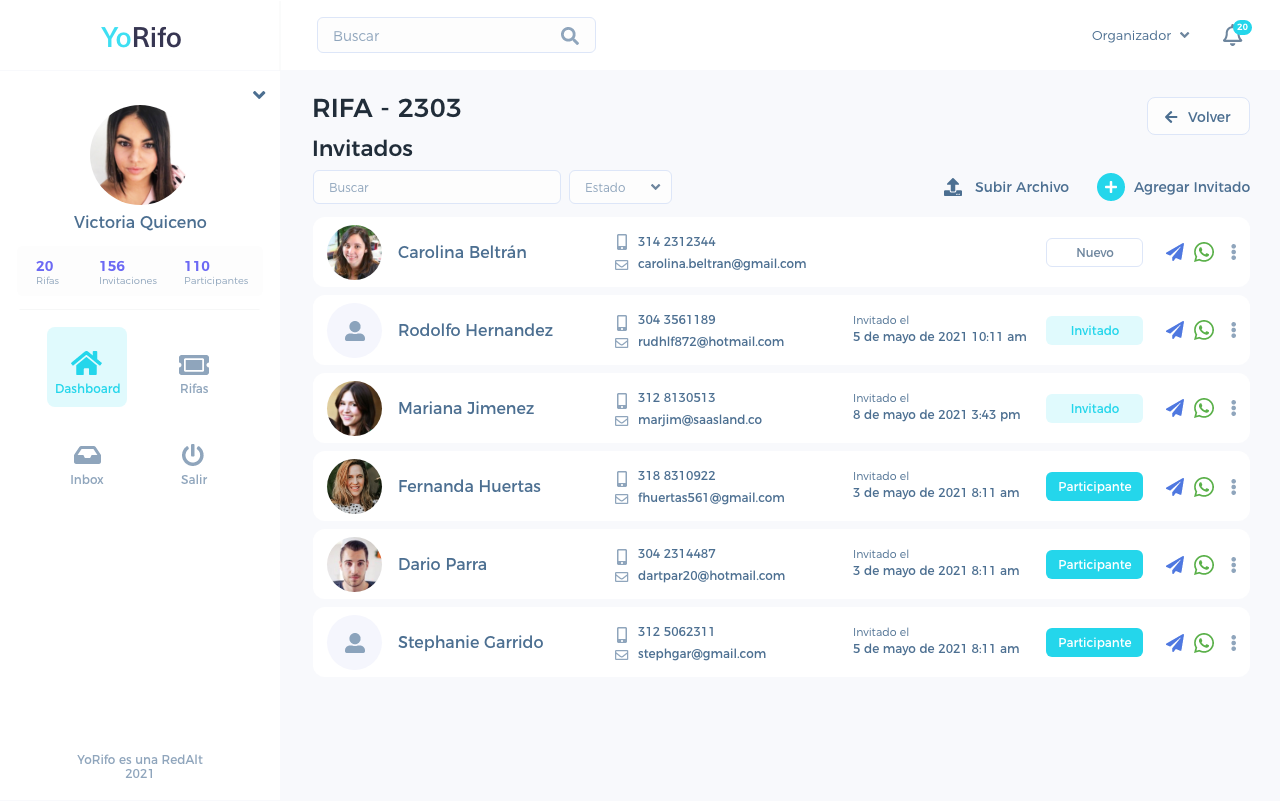 YoRifo
Buscar
Organizador
20
Victoria Quiceno
20 156 110
Rifas Invitaciones Participantes
Dashboard
Rifas
Inbox
Salir
YoRifo es una RedAlt
2021
RIFA - 2303
Volver
Invitados
Buscar
Estado
Subir Archivo
Agregar Invitado
Carolina Beltrán
314 2312344
carolina.beltran@gmail.com
Nuevo
Rodolfo Hernandez
304 3561189
rudhlf872@hotmail.com
Invitado el
5 de mayo de 2021 10:11 am
Invitado
Mariana Jimenez
312 8130513
marjim@saasland.co
Invitado el
8 de mayo de 2021 3:43 pm
Invitado
Fernanda Huertas
318 8310922
fhuertas561@gmail.com
Invitado el
3 de mayo de 2021 8:11 am
Participante
Dario Parra
304 2314487
dartpar20@hotmail.com
Invitado el
3 de mayo de 2021 8:11 am
Participante
Stephanie Garrido
312 5062311
stephgar@gmail.com
Invitado el
5 de mayo de 2021 8:11 am
Participante